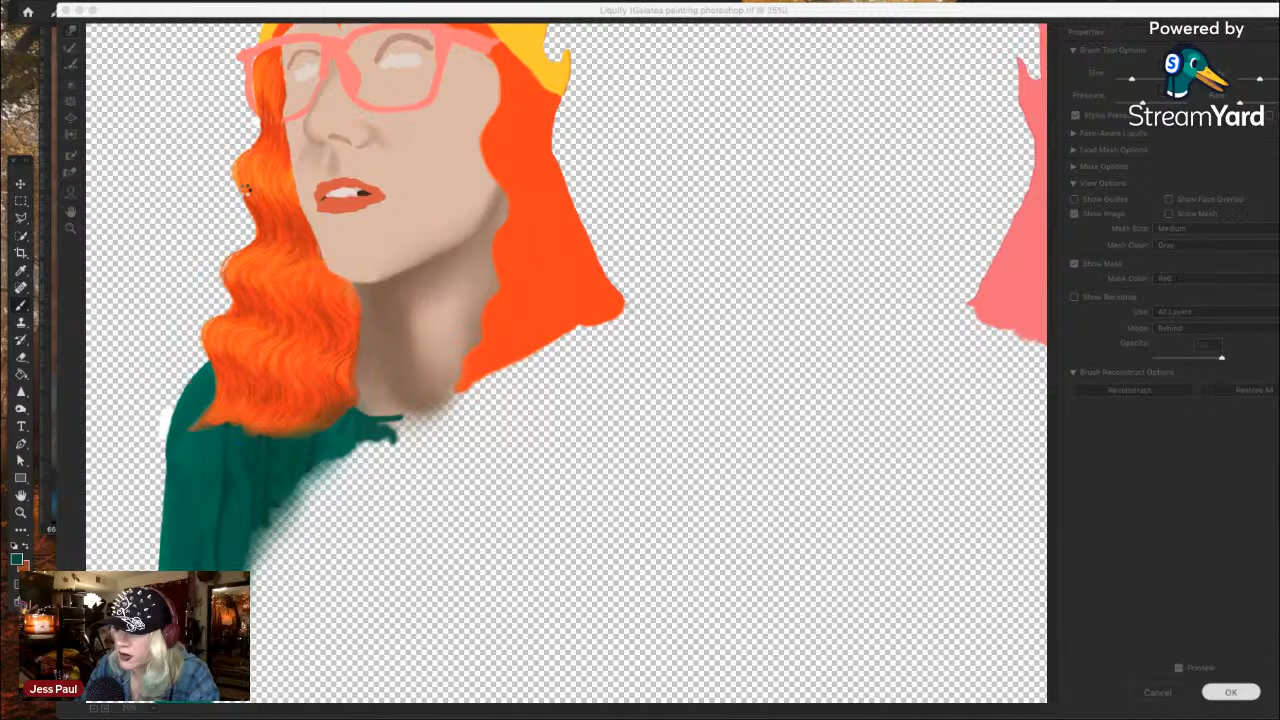 Liquify (Galatea painting photoshop.tif @ 25%)
Powered by
StreamYard
Properties
Brush Tool Options
Size
Pressure
Rate
Stylus
Face-Aware Liquify
Load Mesh Options
Mask Options
View Options
Show Guides
Show Face Overlay
Show Image
Show Mesh
Mesh Size: Medium
Mesh Color: Gray
Show Mask
Mask Color: Red
Show Backdrop
Use: All Layers
Mode: Behind
Opacity:
Brush Reconstruct Options
Reconstruct...
Restore All
66
Preview
Cancel
OK
Jess Paul